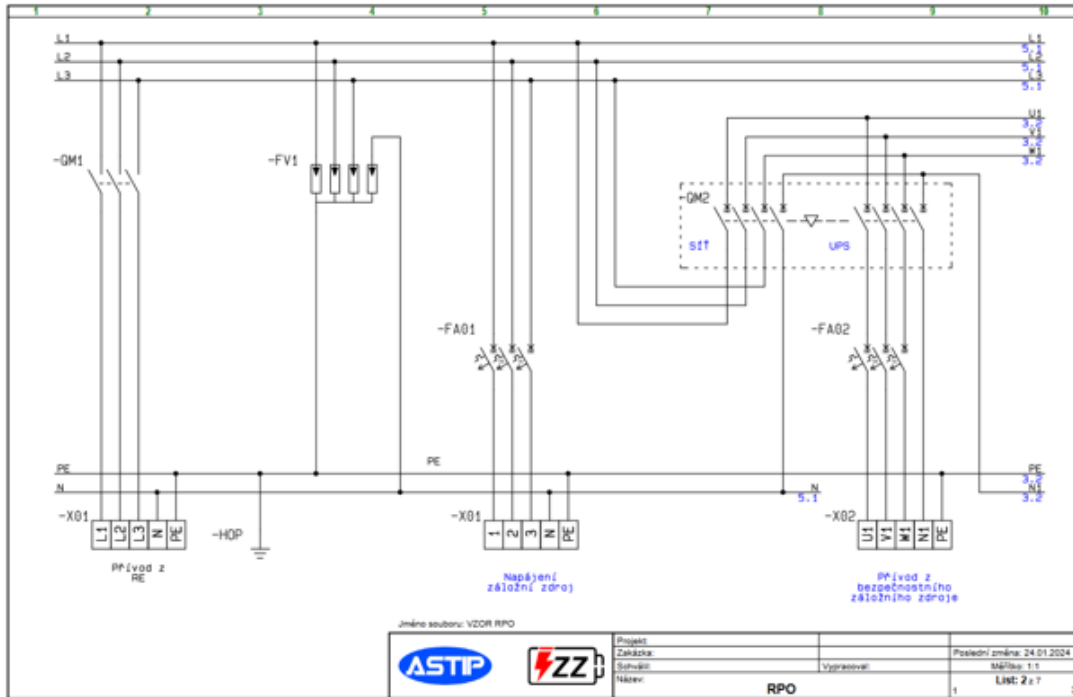 1 2 3 4 5 6 7 8 9 10
L1 L1
5.1
L2 L2
5.1
L3 L3
5.1
U1
3.2
V1
3.2
W1
3.2
-QM1
-FV1
-QM2
SÍŤ UPS
-FA01
-FA02
PE PE PE
3.2
N N N1
5.1 3.2
-X01 L1 L2 L3 N PE
-HOP
-X01 1 2 3 N PE
-X02 U1 V1 W1 N1 PE
Přívod z
RE
Napájení
záložní zdroj
Přívod z
bezpečnostního
záložního zdroje
Jméno souboru: VZOR RPO
ASTIP
ZZ
Projekt:
Zakázka: Poslední změna: 24.01.2024
Schválil: Vypracoval: Měřítko: 1:1
Název: RPO List: 2 z 7
1